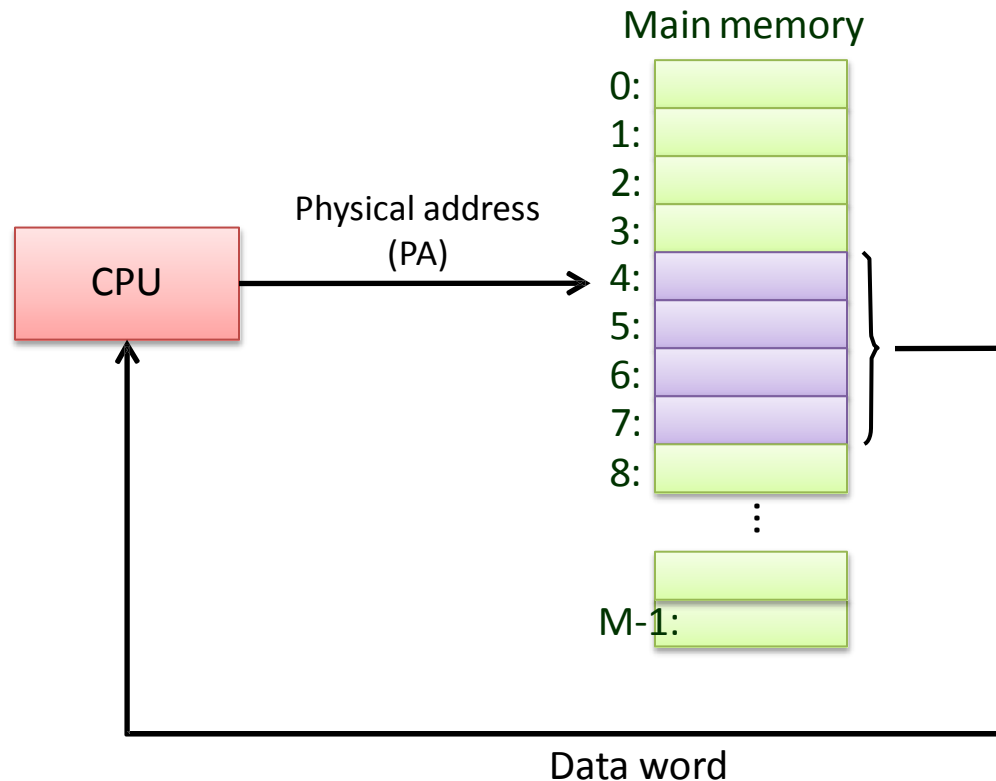 Main memory
0:
1:
2:
Physical address
(PA)
3:
CPU
4:
5:
6:
7:
8:
⋮
M-1:
Data word